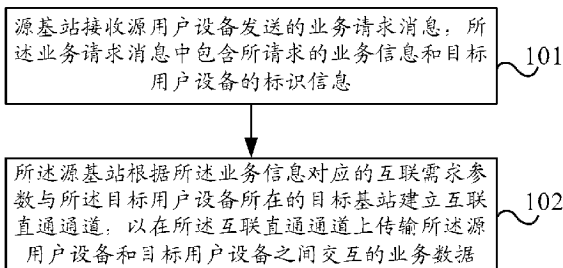 源基站接收源用户设备发送的业务请求消息，所
述业务请求消息中包含所请求的业务信息和目标
用户设备的标识信息
101
所述源基站根据所述业务信息对应的互联需求参
数与所述目标用户设备所在的目标基站建立互联
直通通道，以在所述互联直通通道上传输所述源
用户设备和目标用户设备之间交互的业务数据
102